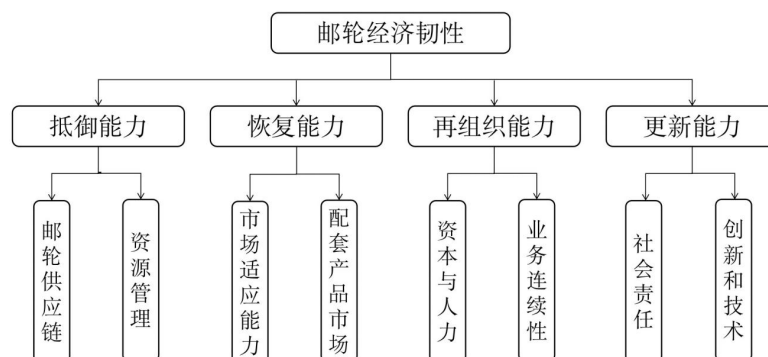 邮轮经济韧性
抵御能力
恢复能力
再组织能力
更新能力
邮轮供应链
资源管理
市场适应能力
配套产品市场
资本与人力
业务连续性
社会责任
创新和技术